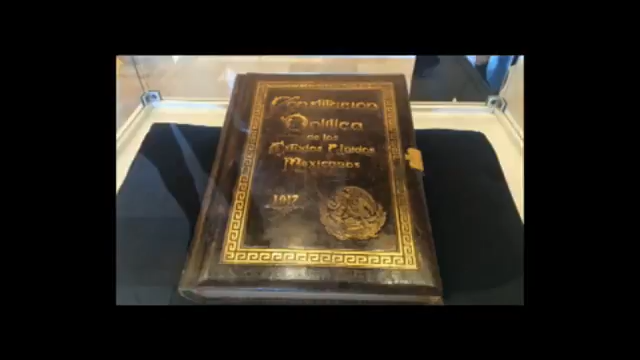 Constitucion
Politica
de los
Estados Unidos
Mexicanos
1917